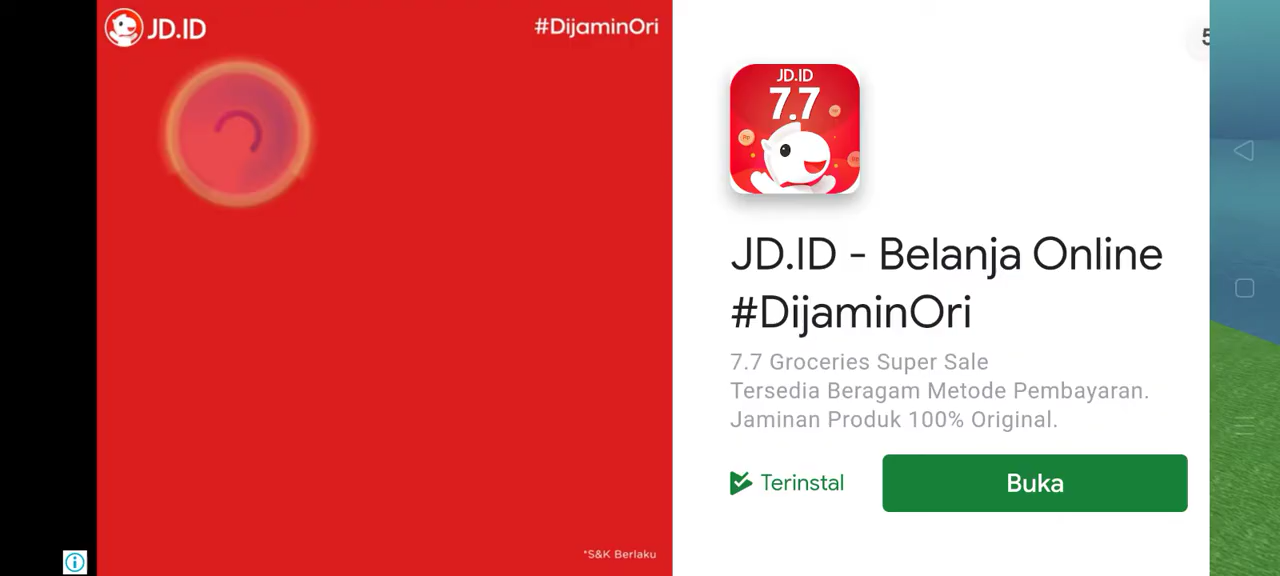 JD.ID
#DijaminOri
*S&K Berlaku
5
JD.ID
7.7
JD.ID - Belanja Online
#DijaminOri
7.7 Groceries Super Sale
Tersedia Beragam Metode Pembayaran.
Jaminan Produk 100% Original.
Terinstal
Buka